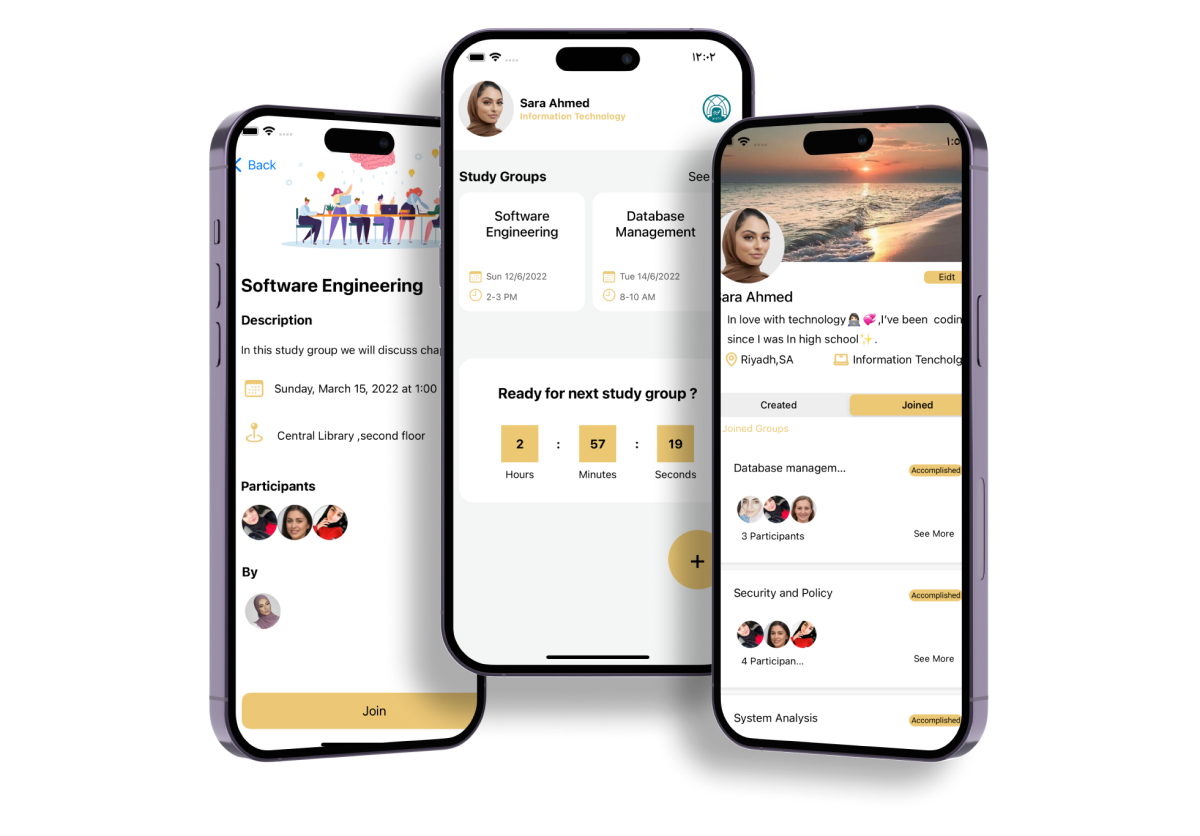 Back
Software Engineering
Description
In this study group we will discuss chap
Sunday, March 15, 2022 at 1:00
Central Library ,second floor
Participants
By
Join
١٢:٠٢
Sara Ahmed
Information Technology
Study Groups
See
Software
Engineering
Sun 12/6/2022
2-3 PM
Database
Management
Tue 14/6/2022
8-10 AM
Ready for next study group ?
2 : 57 : 19
Hours Minutes Seconds
+
Eidt
ara Ahmed
In love with technology👩🏻‍💻💞,I’ve been codin
since I was In high school✨.
Riyadh,SA
Information Tencholg
Created
Joined
Joined Groups
Database managem...
Accomplished
3 Participants
See More
Security and Policy
Accomplished
4 Participan...
See More
System Analysis
Accomplished